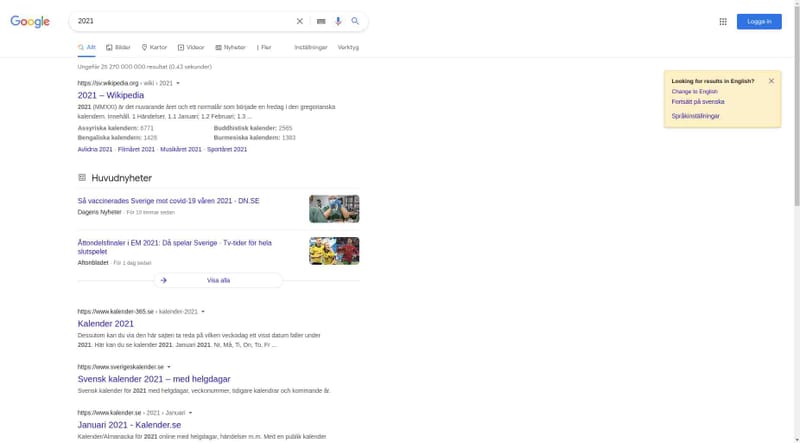 Google
2021
Logga in
Allt
Bilder
Kartor
Videor
Nyheter
Fler
Inställningar
Verktyg
Ungefär 25 270 000 000 resultat (0,43 sekunder)
https://sv.wikipedia.org › wiki › 2021
2021 – Wikipedia
2021 (MMXXI) är det nuvarande året och ett normalår som började en fredag i den gregorianska
kalendern. Innehåll. 1 Händelser. 1.1 Januari; 1.2 Februari; 1.3 ...
Assyriska kalendern: 6771
Buddhistisk kalender: 2565
Bengaliska kalendern: 1428
Burmesiska kalendern: 1383
Avlidna 2021 · Filmåret 2021 · Musikåret 2021 · Sportåret 2021
Looking for results in English?
Change to English
Fortsätt på svenska
Språkinställningar
Huvudnyheter
Så vaccinerades Sverige mot covid-19 våren 2021 - DN.SE
Dagens Nyheter · För 10 timmar sedan
Åttondelsfinaler i EM 2021: Då spelar Sverige · Tv-tider för hela
slutspelet
Aftonbladet · För 1 dag sedan
Visa alla
https://www.kalender-365.se › kalender-2021
Kalender 2021
Dessutom kan du via den här sajten ta reda på vilken veckodag ett visst datum faller under
2021. Här kan du se kalender 2021. Januari 2021. Nr, Må, Ti, On, To, Fr ...
https://www.sverigeskalender.se
Svensk kalender 2021 – med helgdagar
Svensk kalender för 2021 med helgdagar, veckonummer, tidigare kalendrar och kommande år.
https://www.kalender.se › 2021 › Januari
Januari 2021 - Kalender.se
Kalender/Almanacka för 2021 online med helgdagar, händelser m.m. Med en publik kalender